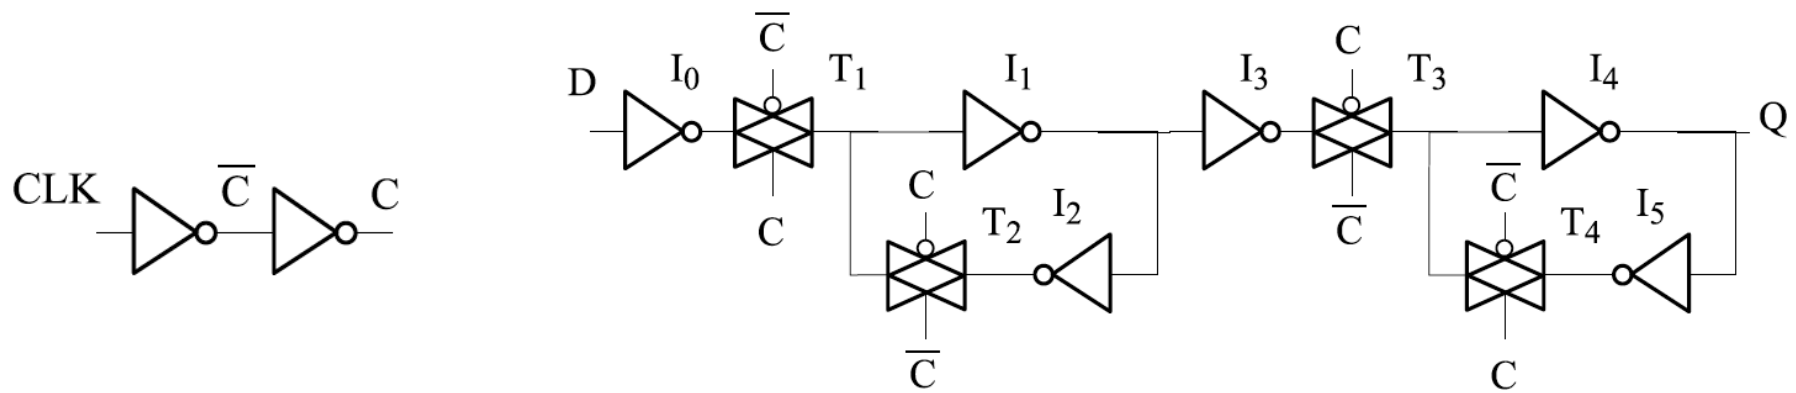 CLK
C̅
C
D
I₀
C̅
C
T₁
I₁
C
C̅
T₂
I₂
I₃
C
C̅
T₃
I₄
Q
C̅
C
T₄
I₅